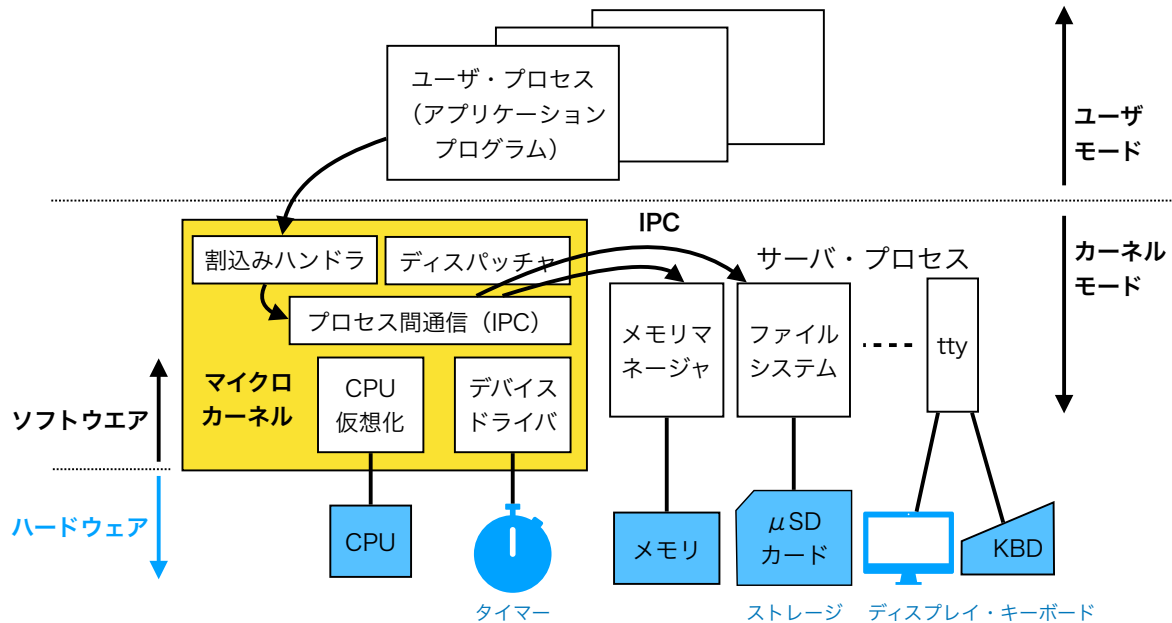 ユーザ・プロセス
(アプリケーション
プログラム)
ユーザ
モード
IPC
カーネル
モード
サーバ・プロセス
割込みハンドラ
ディスパッチャ
プロセス間通信(IPC)
メモリマ
ネージャ
ファイル
システム
tty
マイクロ
カーネル
CPU
仮想化
デバイス
ドライバ
ソフトウエア
ハードウェア
CPU
タイマー
メモリ
μSD
カード
KBD
ストレージ
ディスプレイ・キーボード